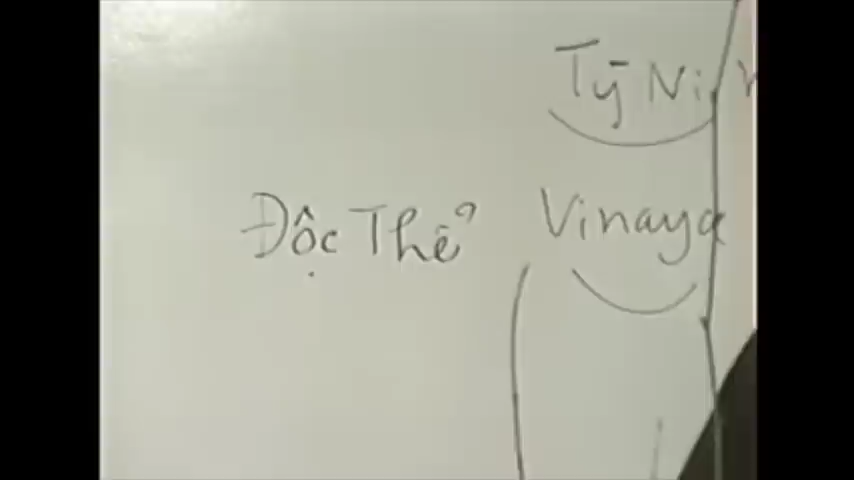 Tỳ Ni
Độc Thể Vinaya